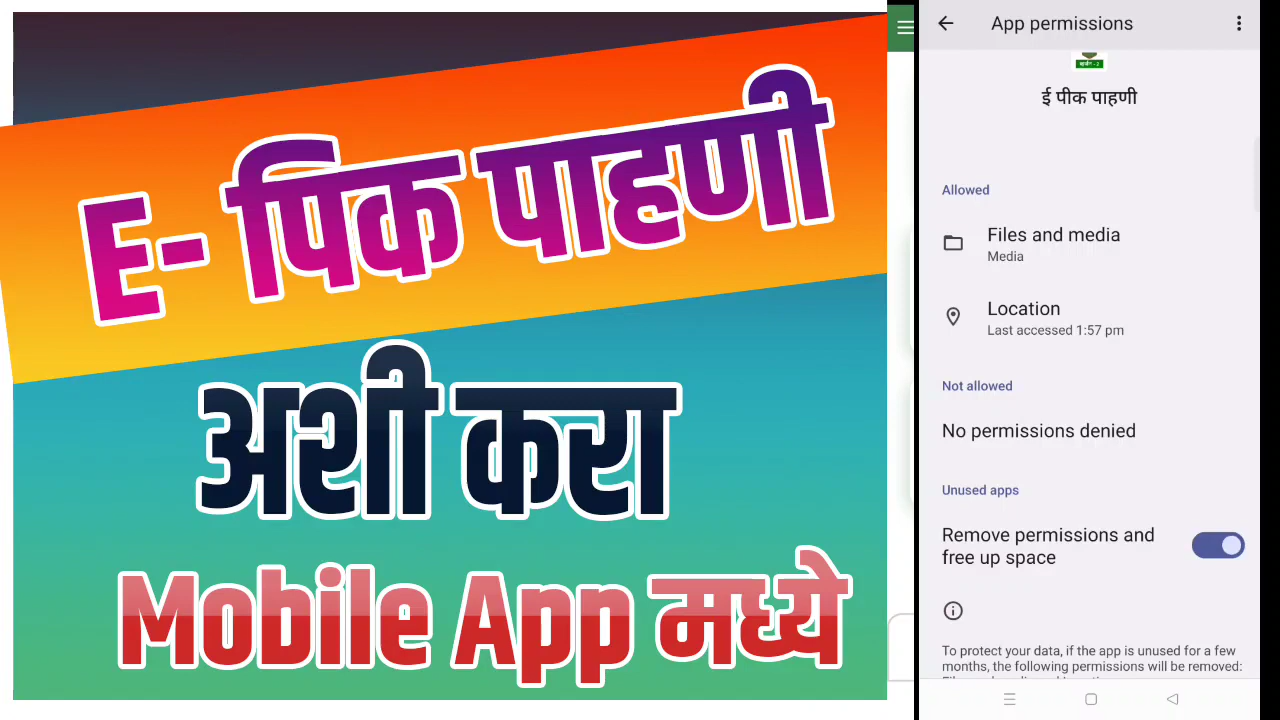 E- पिक पाहणी
अशी करा
Mobile App मध्ये
App permissions
ई पीक पाहणी
Allowed
Files and media
Media
Location
Last accessed 1:57 pm
Not allowed
No permissions denied
Unused apps
Remove permissions and
free up space
To protect your data, if the app is unused for a few
months, the following permissions will be removed: